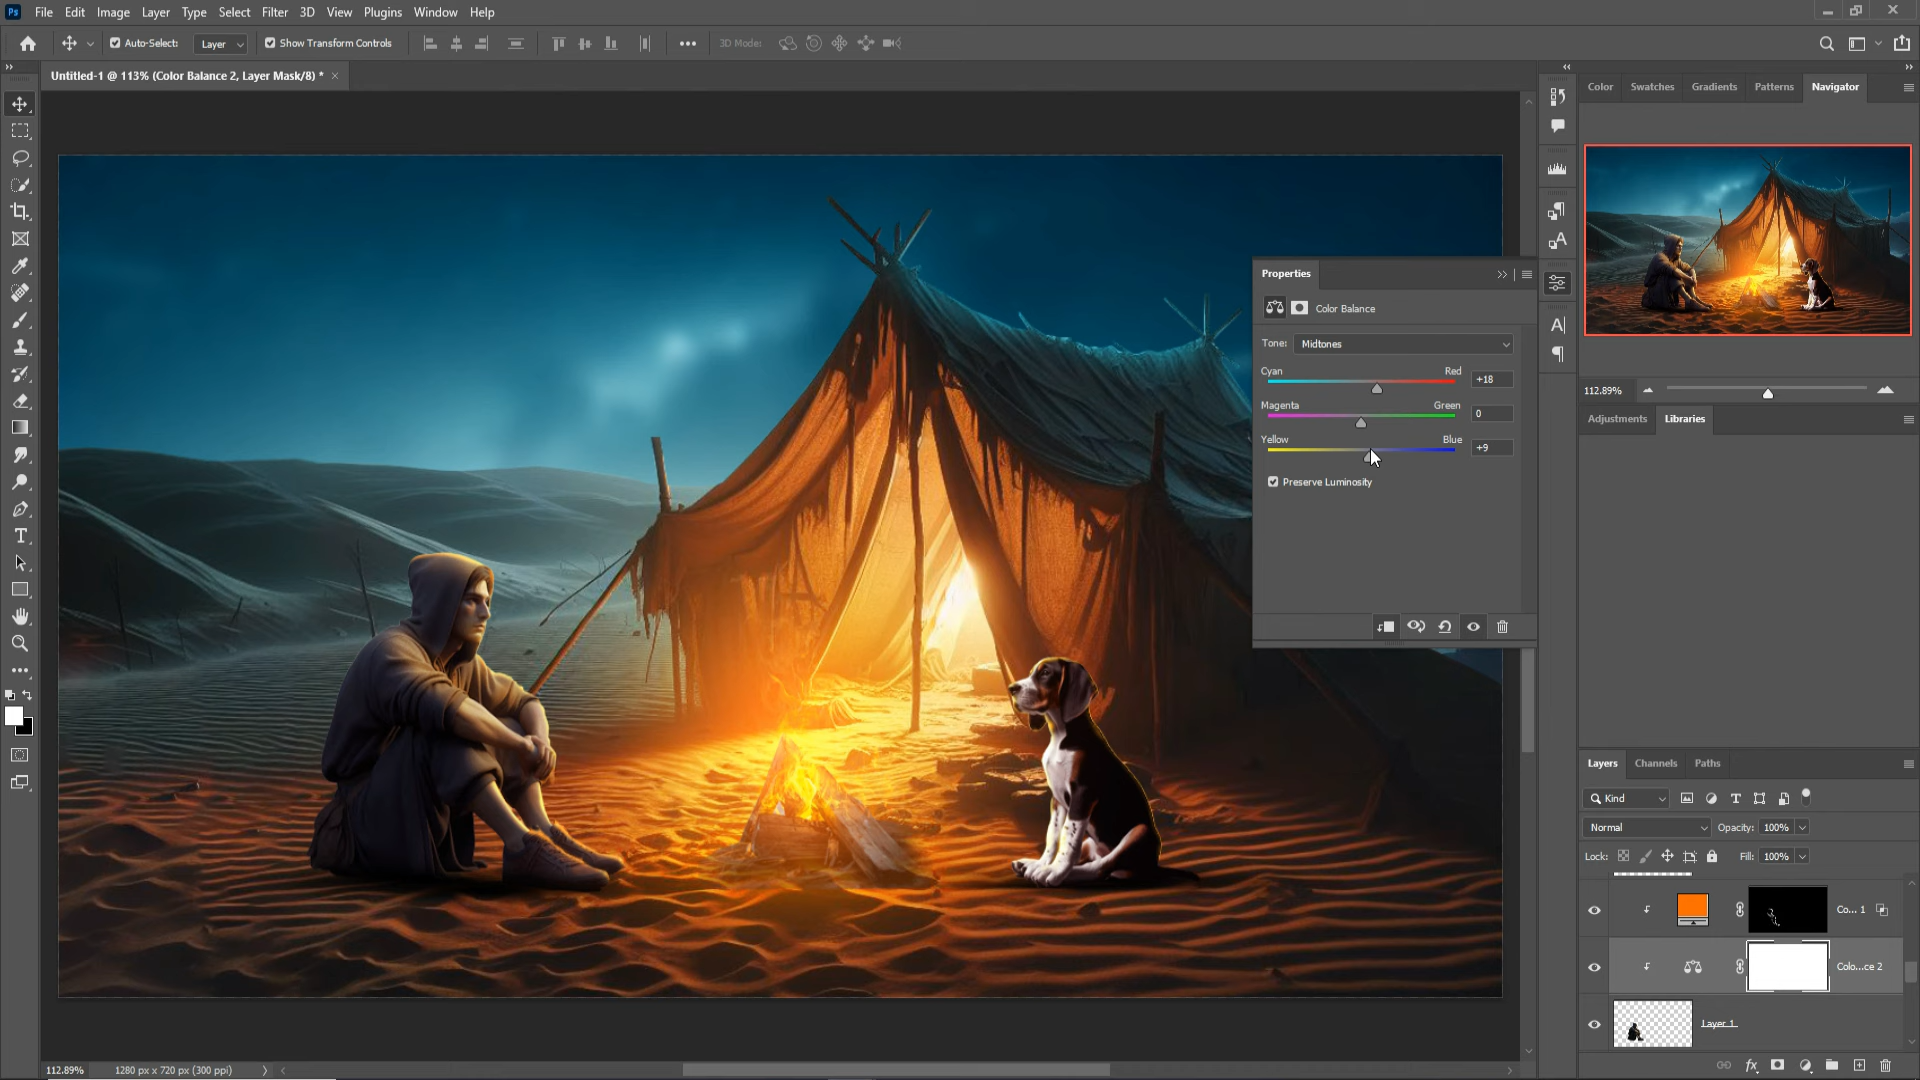 Ps File Edit Image Layer Type Select Filter 3D View Plugins Window Help
Auto-Select: Layer Show Transform Controls 3D Mode:
Untitled-1 @ 113% (Color Balance 2, Layer Mask/8) *
Color Swatches Gradients Patterns Navigator
Properties
Color Balance
Tone: Midtones
Cyan Red +18
Magenta Green 0
Yellow Blue +9
Preserve Luminosity
112.89%
Adjustments Libraries
Layers Channels Paths
Kind
Normal Opacity: 100%
Lock: Fill: 100%
Co... 1
Colo...ce 2
Layer 1
112.89% 1280 px x 720 px (300 ppi)